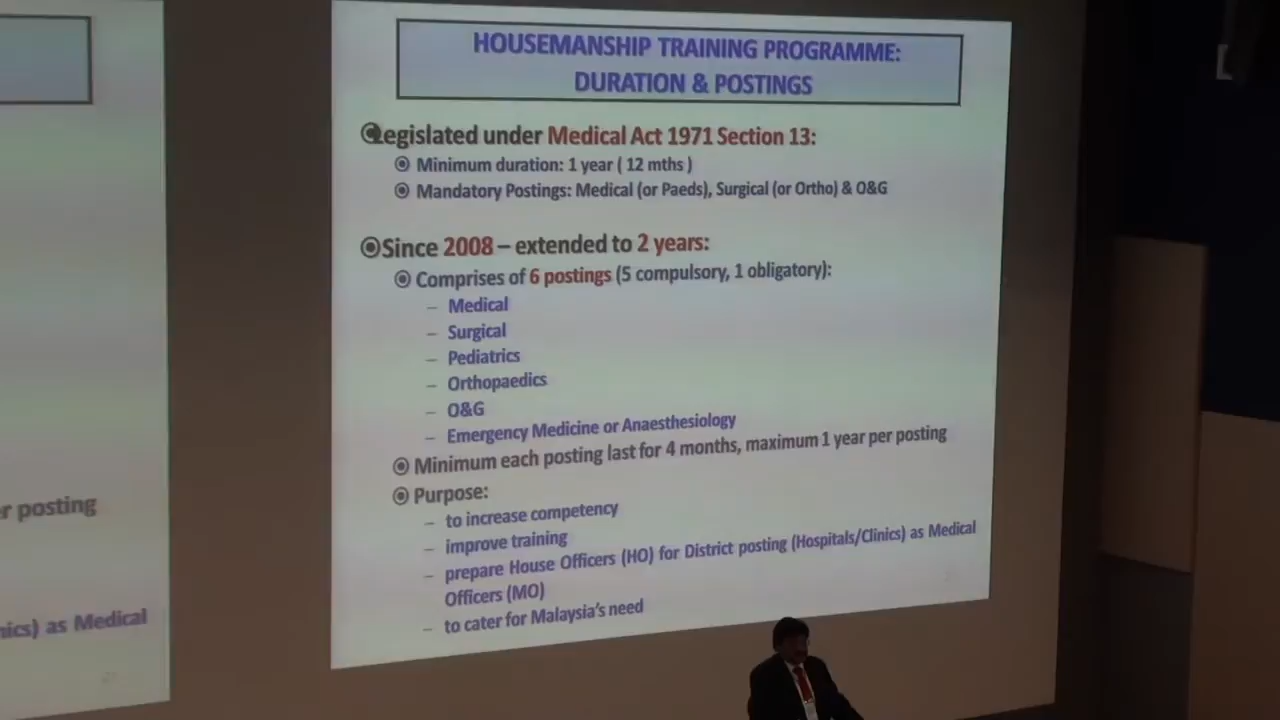 HOUSEMANSHIP TRAINING PROGRAMME:
DURATION & POSTINGS
Legislated under Medical Act 1971 Section 13:
Minimum duration: 1 year ( 12 mths )
Mandatory Postings: Medical (or Paeds), Surgical (or Ortho) & O&G
Since 2008 – extended to 2 years:
Comprises of 6 postings (5 compulsory, 1 obligatory):
– Medical
– Surgical
– Pediatrics
– Orthopaedics
– O&G
– Emergency Medicine or Anaesthesiology
Minimum each posting last for 4 months, maximum 1 year per posting
Purpose:
– to increase competency
– improve training
– prepare House Officers (HO) for District posting (Hospitals/Clinics) as Medical
Officers (MO)
– to cater for Malaysia's need
posting
as Medical